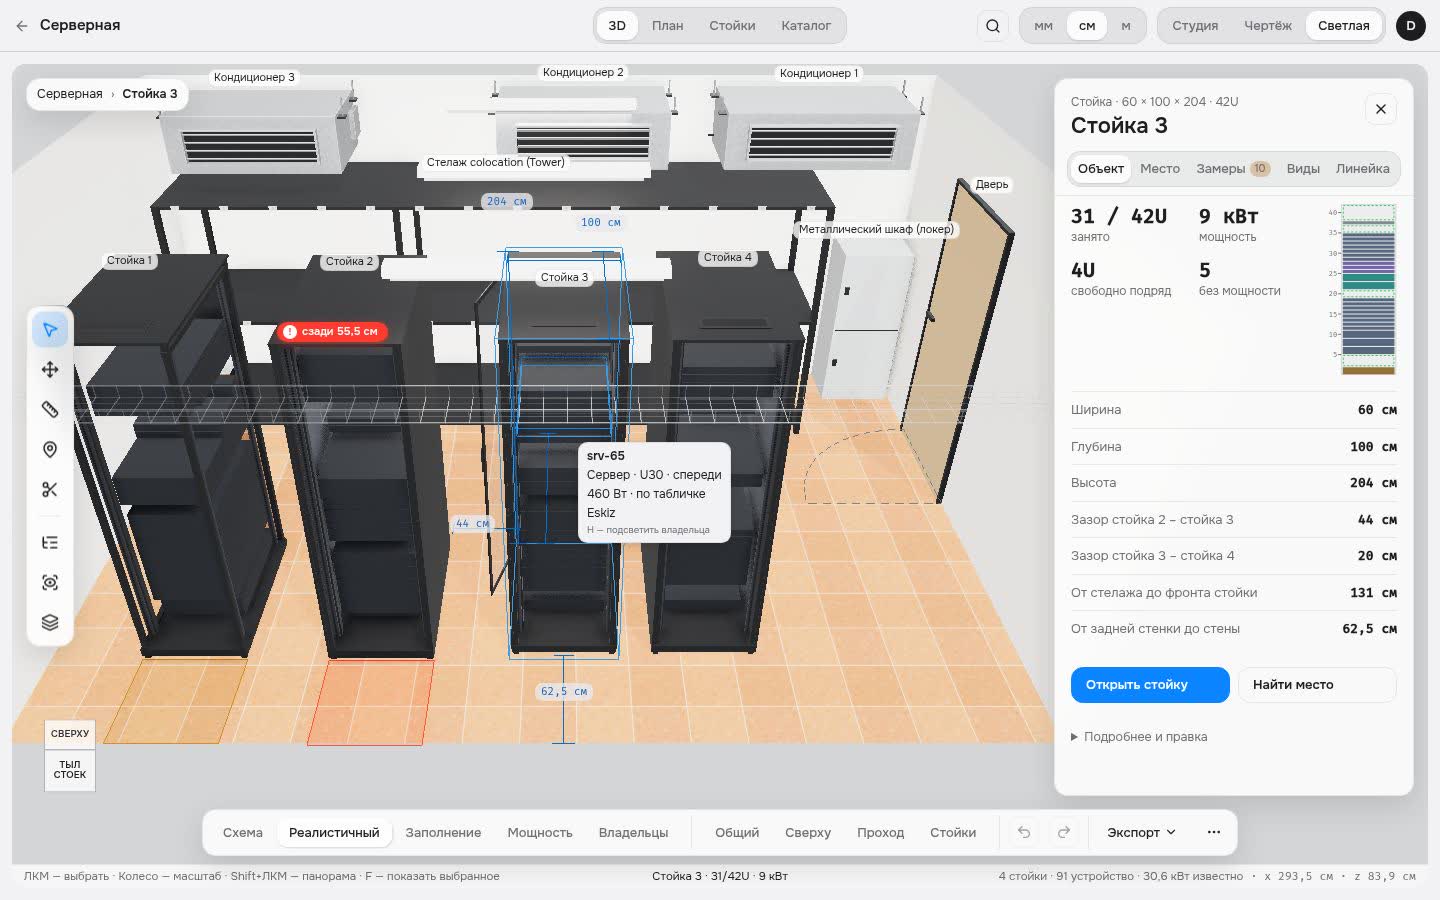 Серверная
3D
План
Стойки
Каталог
мм
см
м
Студия
Чертёж
Светлая
D
Серверная › Стойка 3
Кондиционер 3
Кондиционер 2
Кондиционер 1
Стелаж colocation (Tower)
204 см
100 см
Дверь
Металлический шкаф (локер)
Стойка 1
Стойка 2
Стойка 3
Стойка 4
! сзади 55,5 см
srv-65
Сервер · U30 · спереди
460 Вт · по табличке
Eskiz
H — подсветить владельца
44 см
62,5 см
СВЕРХУ
ТЫЛ
СТОЕК
Стойка · 60 × 100 × 204 · 42U
Стойка 3
Объект
Место
Замеры 10
Виды
Линейка
31 / 42U
занято
9 кВт
мощность
4U
свободно подряд
5
без мощности
40
35
30
25
20
15
10
5
Ширина 60 см
Глубина 100 см
Высота 204 см
Зазор стойка 2 – стойка 3 44 см
Зазор стойка 3 – стойка 4 20 см
От стелажа до фронта стойки 131 см
От задней стенки до стены 62,5 см
Открыть стойку
Найти место
Подробнее и правка
Схема
Реалистичный
Заполнение
Мощность
Владельцы
Общий
Сверху
Проход
Стойки
Экспорт
ЛКМ — выбрать · Колесо — масштаб · Shift+ЛКМ — панорама · F — показать выбранное
Стойка 3 · 31/42U · 9 кВт
4 стойки · 91 устройство · 30,6 кВт известно · x 293,5 см · z 83,9 см